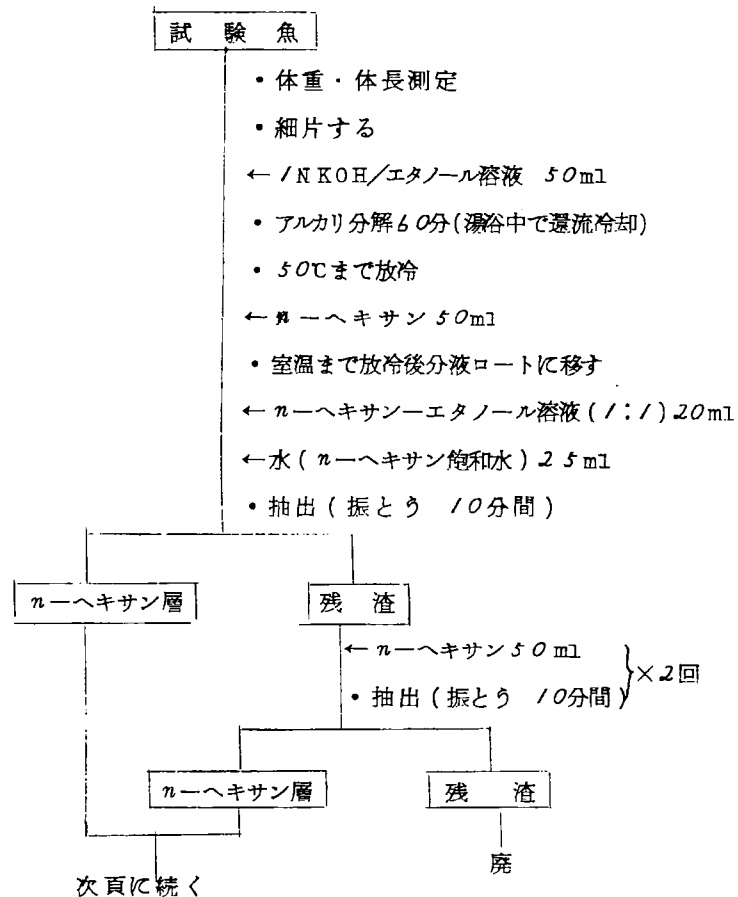 試験魚
・体重・体長測定
・細片する
←1NKOH/エタノール溶液 50ml
・アルカリ分解60分(湯浴中で還流冷却)
・50℃まで放冷
←n-ヘキサン 50ml
・室温まで放冷後分液ロートに移す
←n-ヘキサン-エタノール溶液(1:1)20ml
←水(n-ヘキサン飽和水)25ml
・抽出(振とう 10分間)
n-ヘキサン層 残渣
←n-ヘキサン50ml
・抽出(振とう 10分間) }×2回
n-ヘキサン層 残渣
廃
次頁に続く